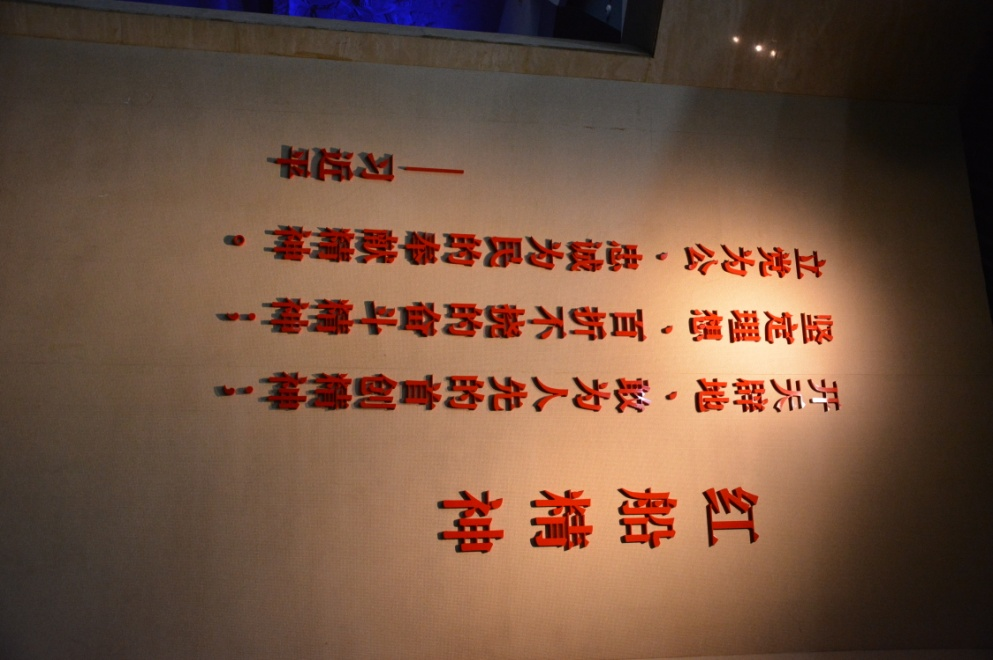 红船精神
开天辟地、敢为人先的首创精神；
坚定理想、百折不挠的奋斗精神；
立党为公、忠诚为民的奉献精神。
——习近平